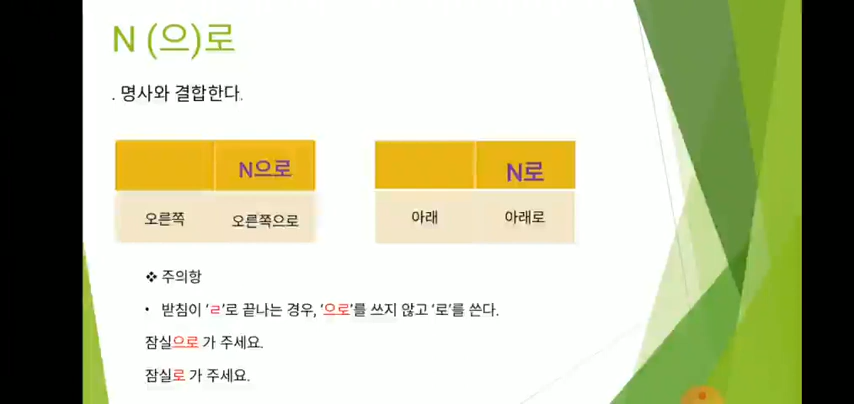 N (으)로
. 명사와 결합한다.
N으로
오른쪽 오른쪽으로
N로
아래 아래로
❖ 주의항
• 받침이 ‘ㄹ’로 끝나는 경우, ‘으로’를 쓰지 않고 ‘로’를 쓴다.
잠실으로 가 주세요.
잠실로 가 주세요.